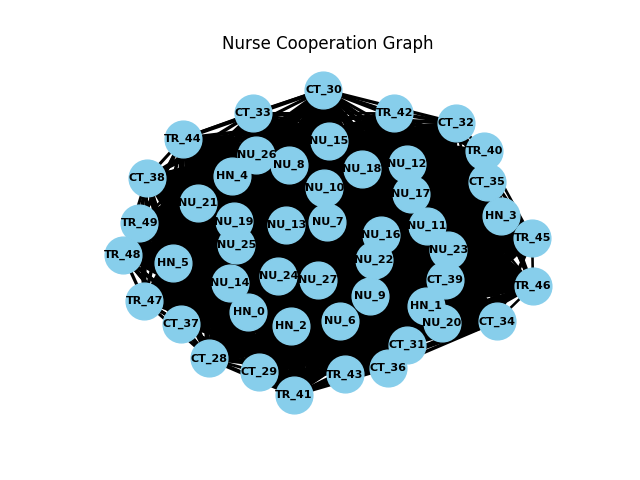 Nurse Cooperation Graph
CT_30
CT_33
TR_42
CT_32
TR_44
NU_15
TR_40
NU_26
NU_8
NU_12
NU_18
HN_4
CT_38
CT_35
NU_10
NU_17
NU_21
HN_3
TR_49
NU_19
NU_13
NU_7
NU_11
NU_16
TR_45
NU_25
NU_23
TR_48
HN_5
NU_22
NU_24
NU_27
CT_39
NU_14
TR_46
NU_9
TR_47
HN_1
HN_0
NU_6
CT_34
CT_37
HN_2
NU_20
CT_31
CT_28
CT_36
CT_29
TR_43
TR_41